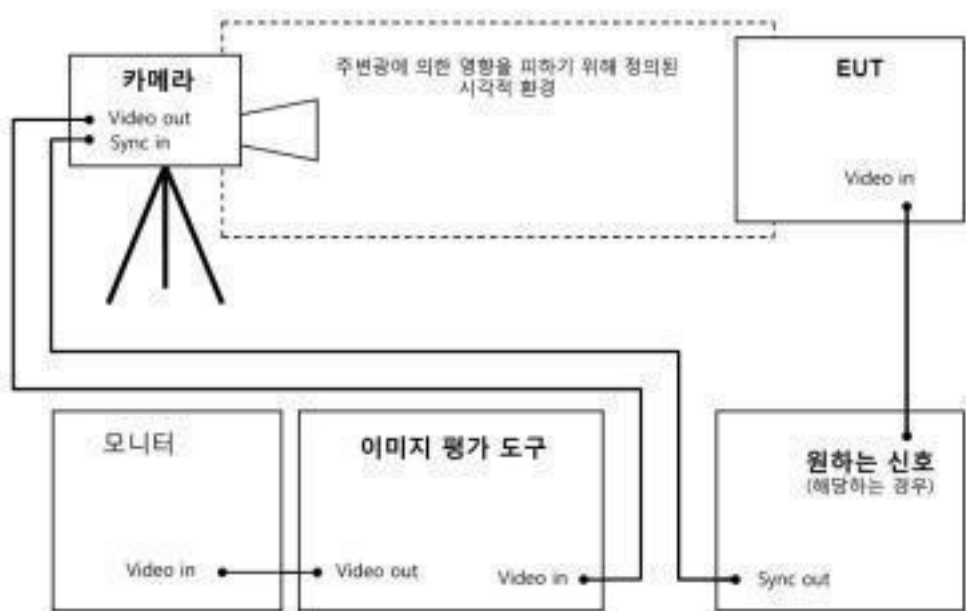 카메라
Video out
Sync in
주변광에 의한 영향을 피하기 위해 정의된
시각적 환경
EUT
Video in
모니터
Video in
이미지 평가 도구
Video out
Video in
원하는 신호
(해당하는 경우)
Sync out